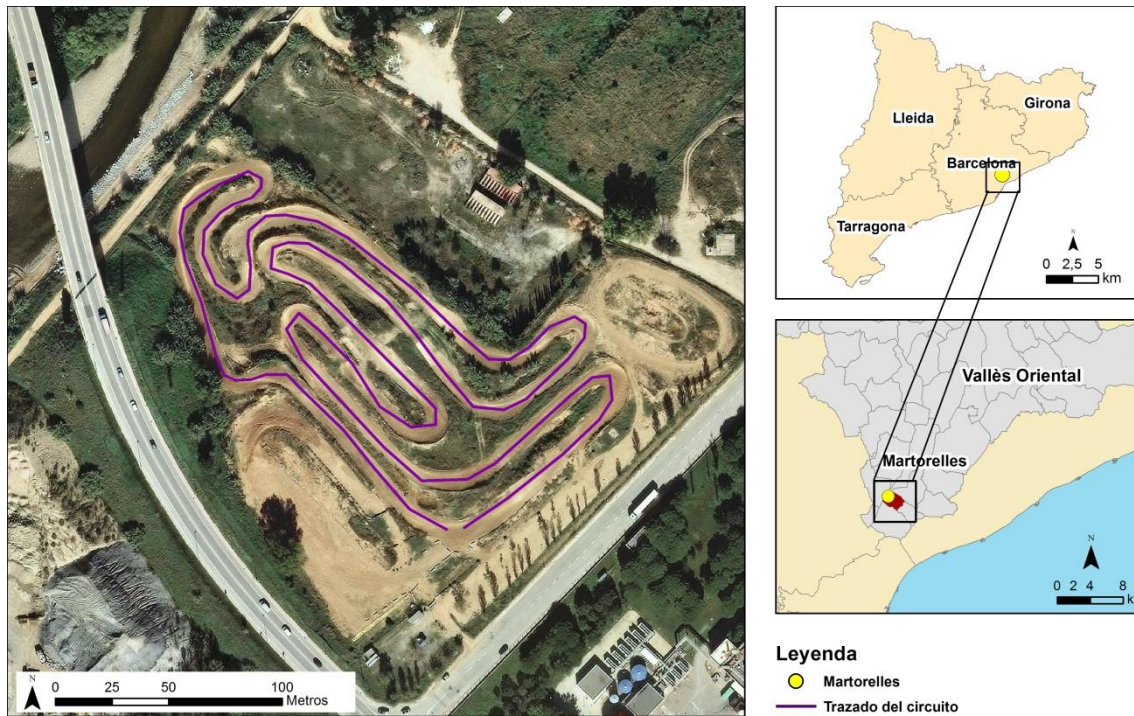 N
0 25 50 100
Metros
Girona
Lleida
Barcelona
Tarragona
N
0 2,5 5
km
Vallès Oriental
Martorelles
N
0 2 4 8
k
Leyenda
Martorelles
Trazado del circuito